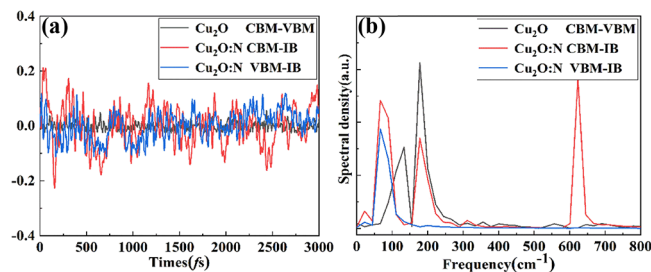 (a)
Cu₂O CBM-VBM
Cu₂O:N CBM-IB
Cu₂O:N VBM-IB
0.4
0.2
0.0
-0.2
-0.4
0 500 1000 1500 2000 2500 3000
Times(fs)
(b)
Cu₂O CBM-VBM
Cu₂O:N CBM-IB
Cu₂O:N VBM-IB
Spectral density(a.u.)
0 100 200 300 400 500 600 700 800
Frequency(cm⁻¹)